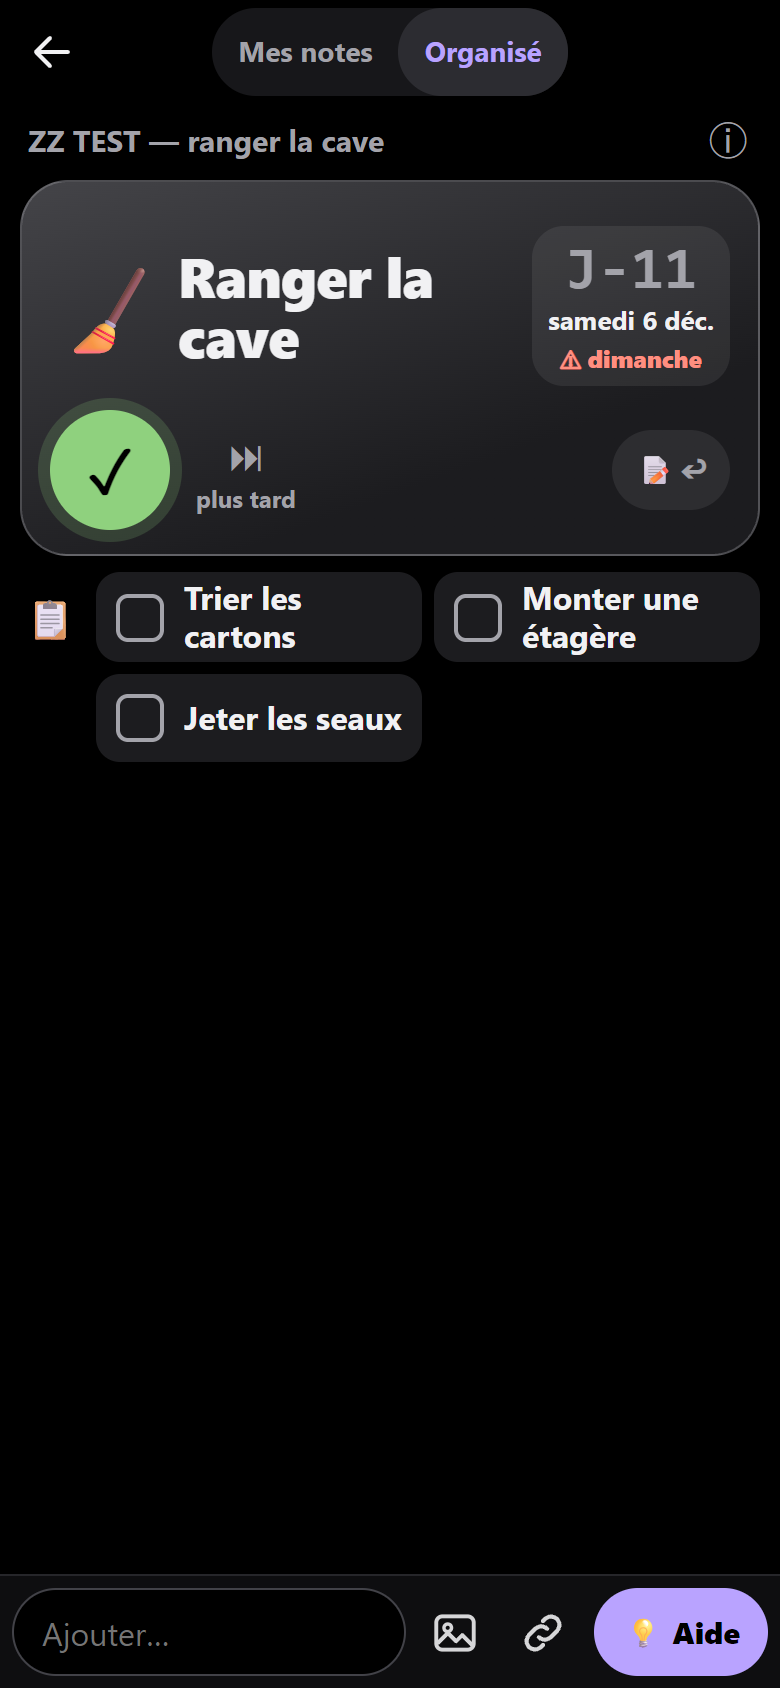 Mes notes
Organisé
ZZ TEST — ranger la cave
Ranger la
cave
J-11
samedi 6 déc.
⚠ dimanche
✓
plus tard
Trier les
cartons
Monter une
étagère
Jeter les seaux
Ajouter...
Aide